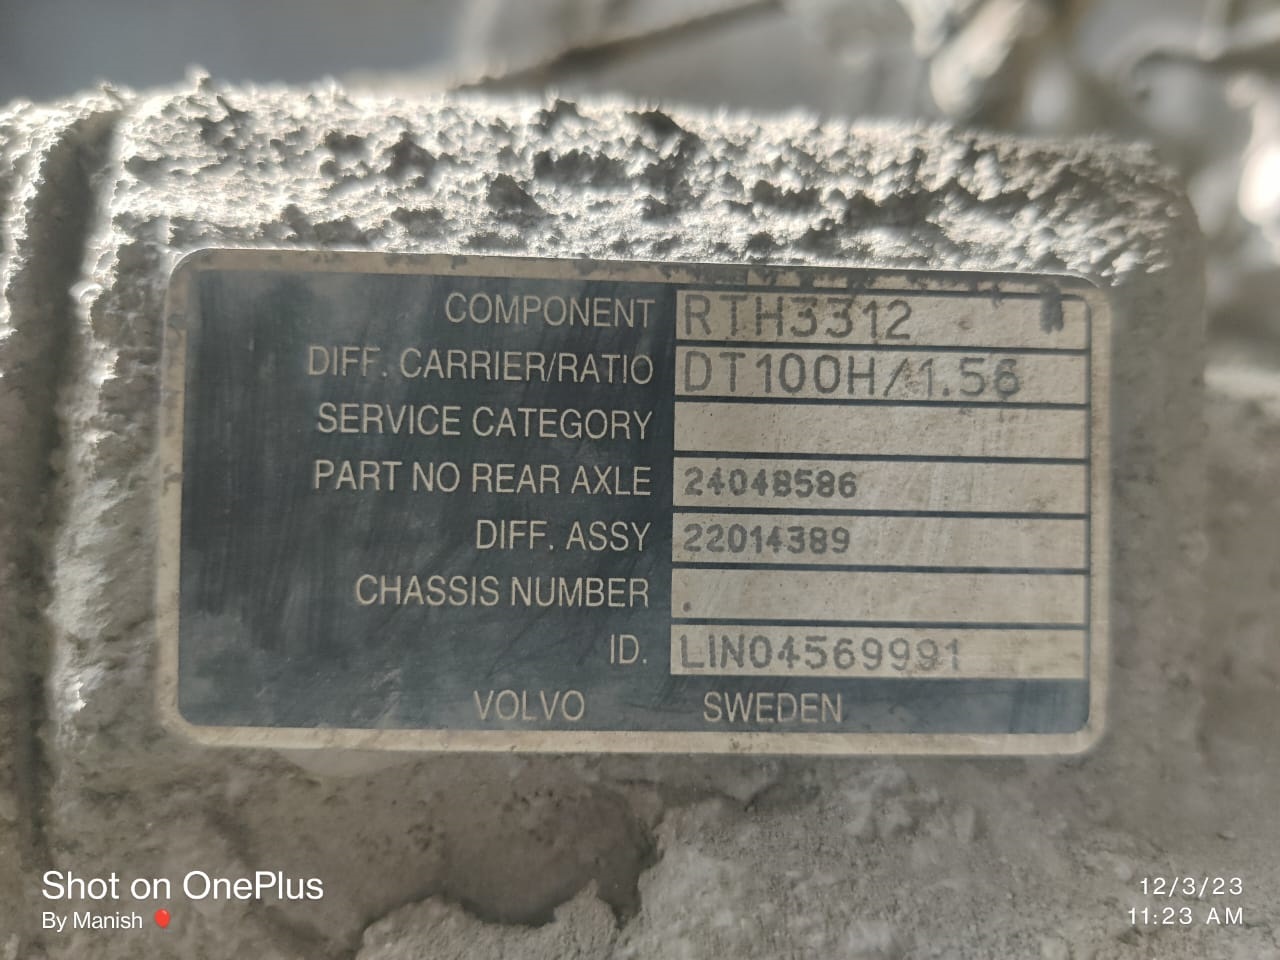 COMPONENT RTH3312
DIFF. CARRIER/RATIO DT100H/1.56
SERVICE CATEGORY
PART NO REAR AXLE 24048586
DIFF. ASSY 22014389
CHASSIS NUMBER .
ID. LIN04569991
VOLVO SWEDEN
Shot on OnePlus
By Manish
12/3/23
11:23 AM